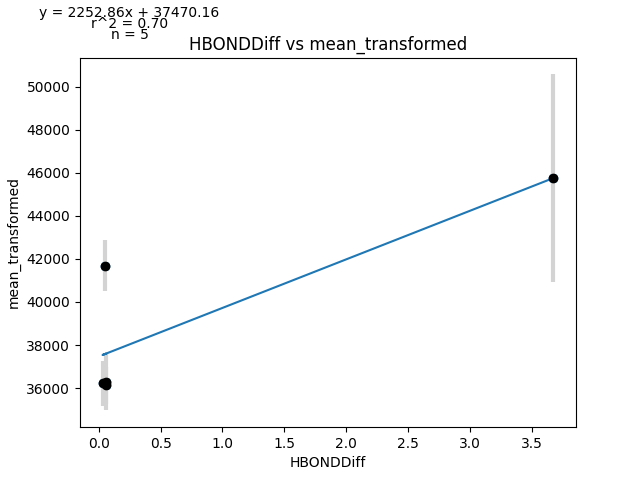 y = 2252.86x + 37470.16
r^2 = 0.70
n = 5
HBONDDiff vs mean_transformed
50000
48000
46000
44000
42000
40000
38000
36000
mean_transformed
0.0 0.5 1.0 1.5 2.0 2.5 3.0 3.5
HBONDDiff